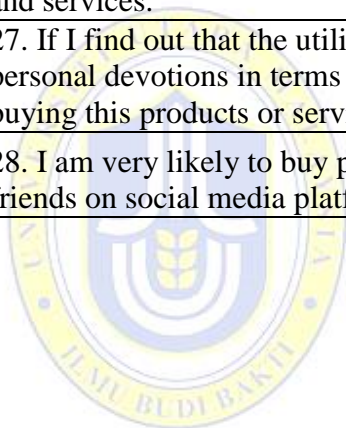 and services.
27. If I find out that the utili
personal devotions in terms
buying this products or serv
28. I am very likely to buy p
friends on social media platf
ILMU BUDI BAKTI